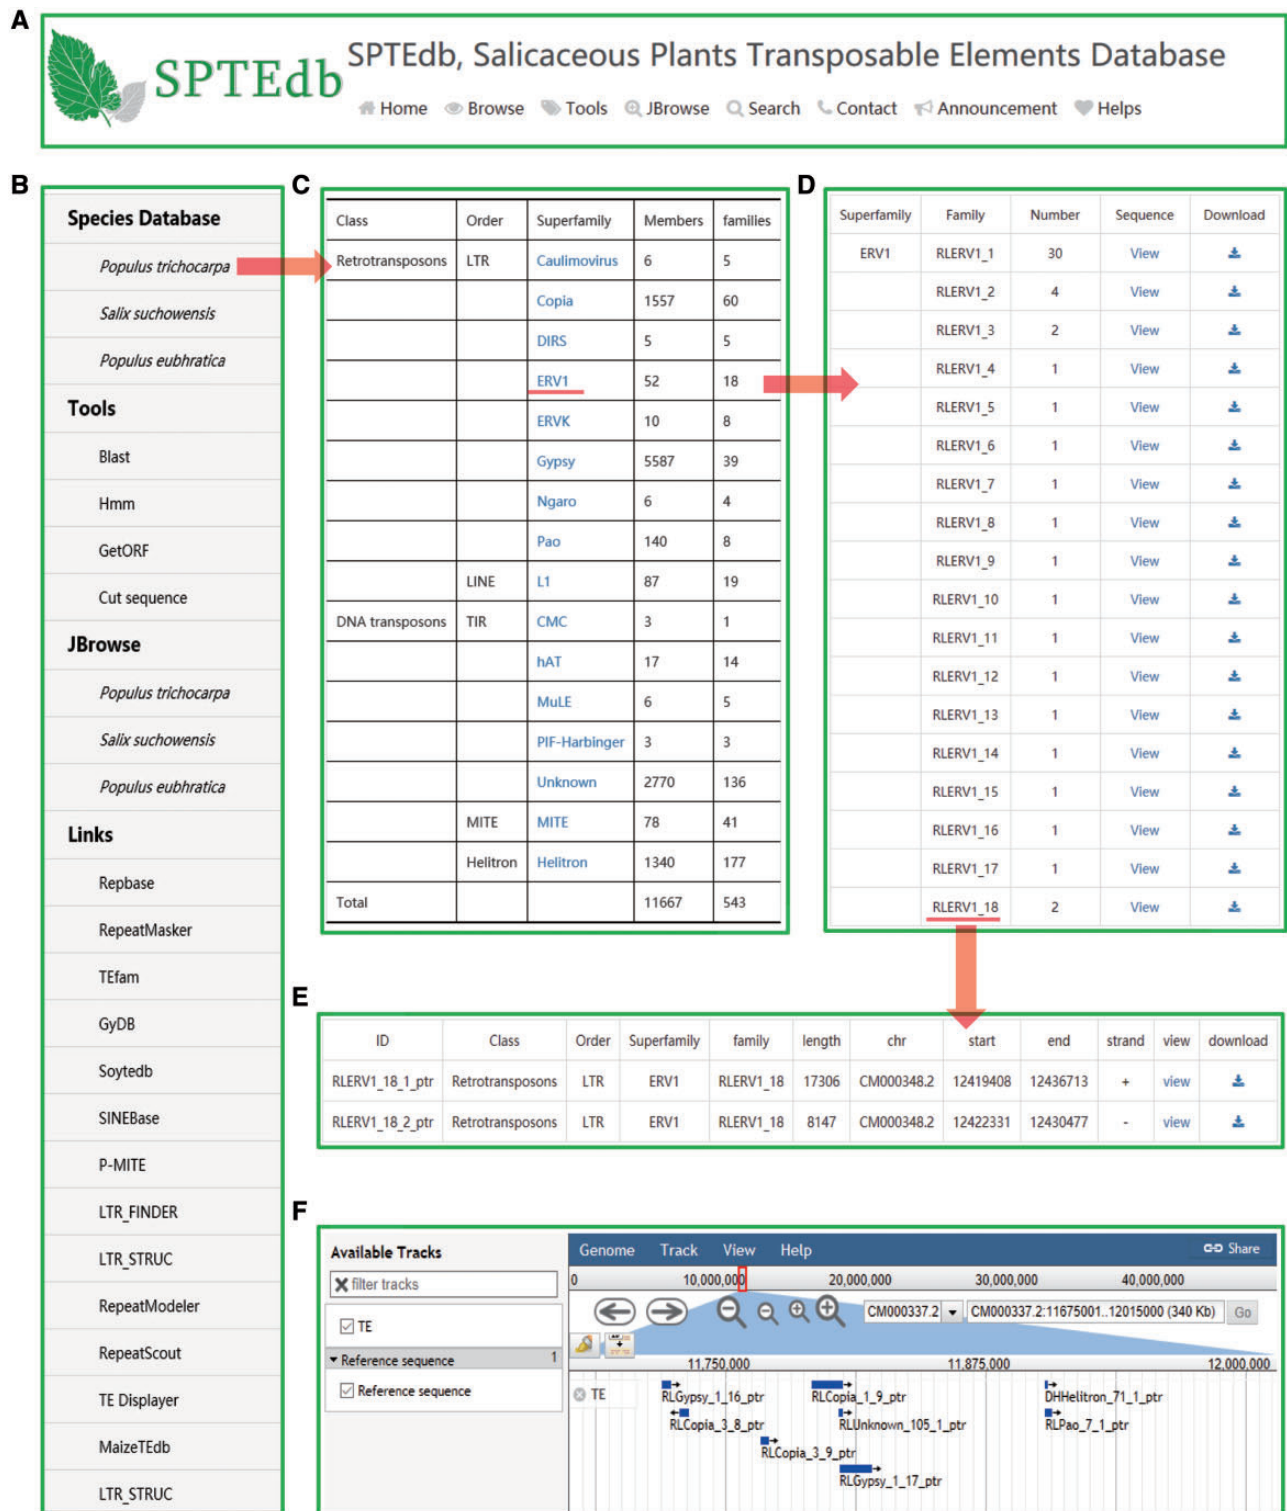 A
SPTEdb
SPTEdb, Salicaceous Plants Transposable Elements Database
Home Browse Tools JBrowse Search Contact Announcement Helps
B
Species Database
Populus trichocarpa
Salix suchowensis
Populus eubhratica
Tools
Blast
Hmm
GetORF
Cut sequence
JBrowse
Populus trichocarpa
Salix suchowensis
Populus eubhratica
Links
Repbase
RepeatMasker
TEfam
GyDB
Soytedb
SINEBase
P-MITE
LTR_FINDER
LTR_STRUC
RepeatModeler
RepeatScout
TE Displayer
MaizeTEdb
LTR_STRUC
C
Class Order Superfamily Members families
Retrotransposons LTR Caulimovirus 6 5
Copia 1557 60
DIRS 5 5
ERV1 52 18
ERVK 10 8
Gypsy 5587 39
Ngaro 6 4
Pao 140 8
LINE L1 87 19
DNA transposons TIR CMC 3 1
hAT 17 14
MuLE 6 5
PIF-Harbinger 3 3
Unknown 2770 136
MITE MITE 78 41
Helitron Helitron 1340 177
Total 11667 543
D
Superfamily Family Number Sequence Download
ERV1 RLERV1_1 30 View
RLERV1_2 4 View
RLERV1_3 2 View
RLERV1_4 1 View
RLERV1_5 1 View
RLERV1_6 1 View
RLERV1_7 1 View
RLERV1_8 1 View
RLERV1_9 1 View
RLERV1_10 1 View
RLERV1_11 1 View
RLERV1_12 1 View
RLERV1_13 1 View
RLERV1_14 1 View
RLERV1_15 1 View
RLERV1_16 1 View
RLERV1_17 1 View
RLERV1_18 2 View
E
ID Class Order Superfamily family length chr start end strand view download
RLERV1_18_1_ptr Retrotransposons LTR ERV1 RLERV1_18 17306 CM000348.2 12419408 12436713 + view
RLERV1_18_2_ptr Retrotransposons LTR ERV1 RLERV1_18 8147 CM000348.2 12422331 12430477 - view
F
Available Tracks
filter tracks
TE
Reference sequence 1
Reference sequence
Genome Track View Help Share
0 10,000,000 20,000,000 30,000,000 40,000,000
CM000337.2 CM000337.2:11675001..12015000 (340 Kb) Go
11,750,000 11,875,000 12,000,000
TE
RLGypsy_1_16_ptr RLCopia_1_9_ptr DHHelitron_71_1_ptr
RLCopia_3_8_ptr RLUnknown_105_1_ptr RLPao_7_1_ptr
RLCopia_3_9_ptr
RLGypsy_1_17_ptr